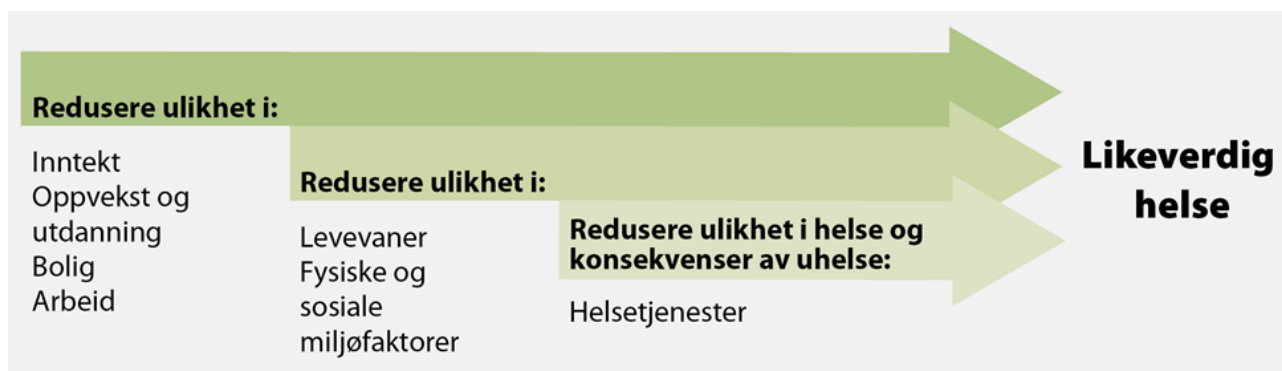 Redusere ulikhet i:
Inntekt
Oppvekst og
utdanning
Bolig
Arbeid
Redusere ulikhet i:
Levevaner
Fysiske og
sosiale
miljøfaktorer
Redusere ulikhet i helse og
konsekvenser av uhelse:
Helsetjenester
Likeverdig
helse